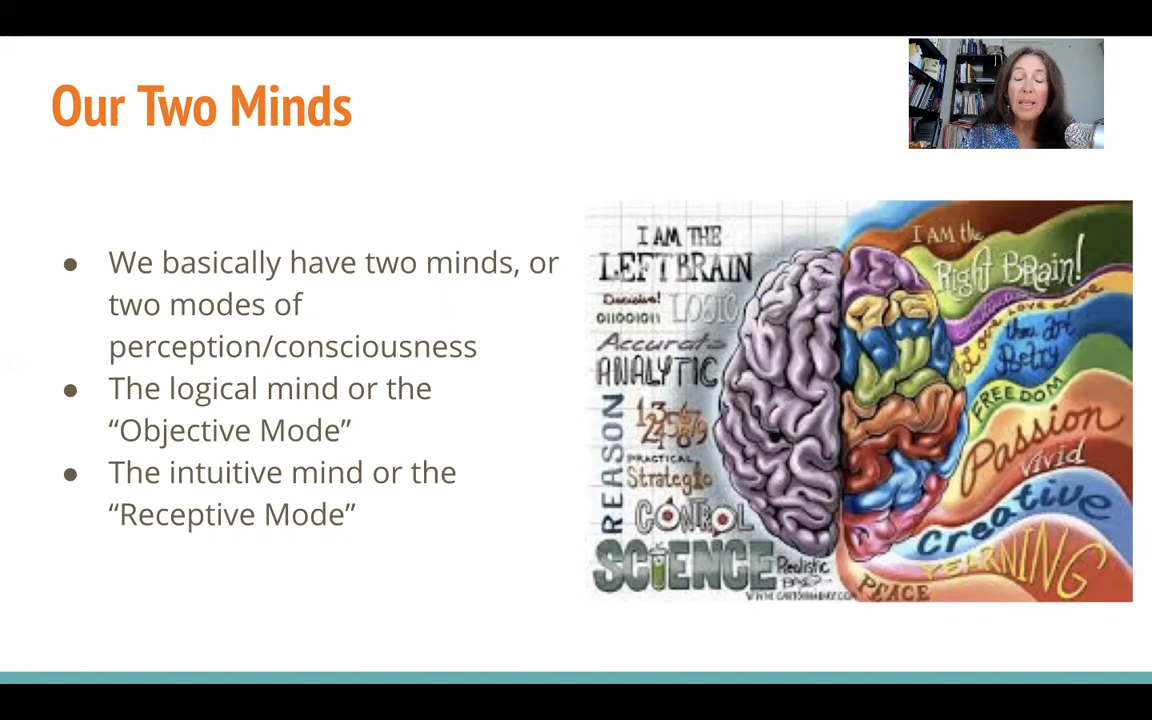 Our Two Minds
● We basically have two minds, or
two modes of
perception/consciousness
● The logical mind or the
“Objective Mode”
● The intuitive mind or the
“Receptive Mode”
I AM THE
LEFT BRAIN
Decisive!
LOGIC
Accurate
ANALYTIC
REASON
PRACTICAL
Strategic
CONTROL
SCIENCE
Realistic
I AM the
Right BRain!
FREEDOM
Passion
vivid
Creative
YEARNING
PEACE